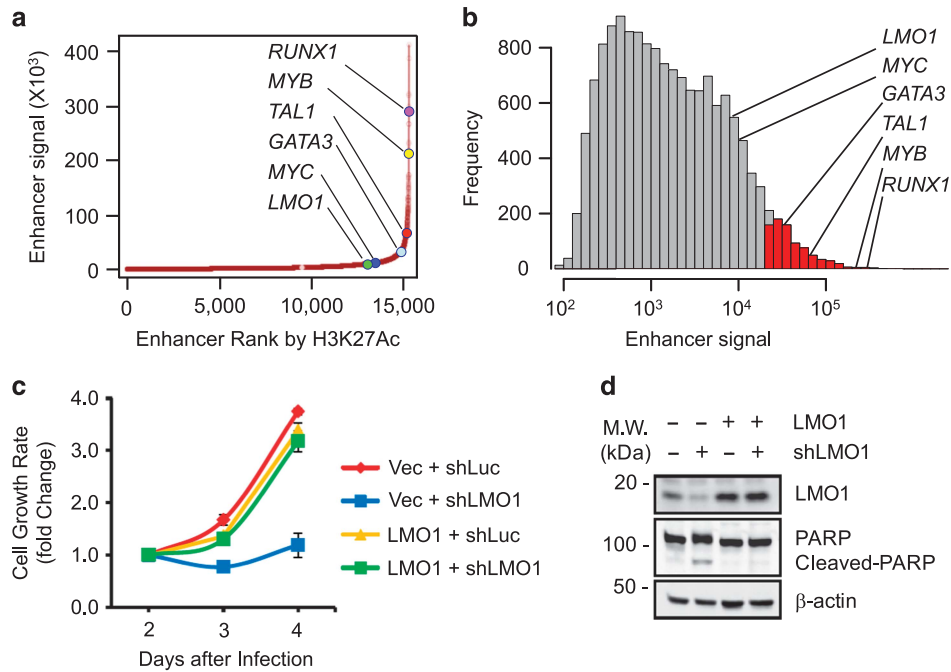 a
Enhancer signal (X10³)
400
300
200
100
0
RUNX1
MYB
TAL1
GATA3
MYC
LMO1
0
5,000
10,000
15,000
Enhancer Rank by H3K27Ac
b
Frequency
800
600
400
200
0
LMO1
MYC
GATA3
TAL1
MYB
RUNX1
10²
10³
10⁴
10⁵
Enhancer signal
c
Cell Growth Rate
(fold Change)
4.0
3.0
2.0
1.0
0.0
2
3
4
Days after Infection
Vec + shLuc
Vec + shLMO1
LMO1 + shLuc
LMO1 + shLMO1
d
M.W.
(kDa)
– – + + LMO1
– + – + shLMO1
20 -
LMO1
100 -
PARP
Cleaved-PARP
50 -
β-actin